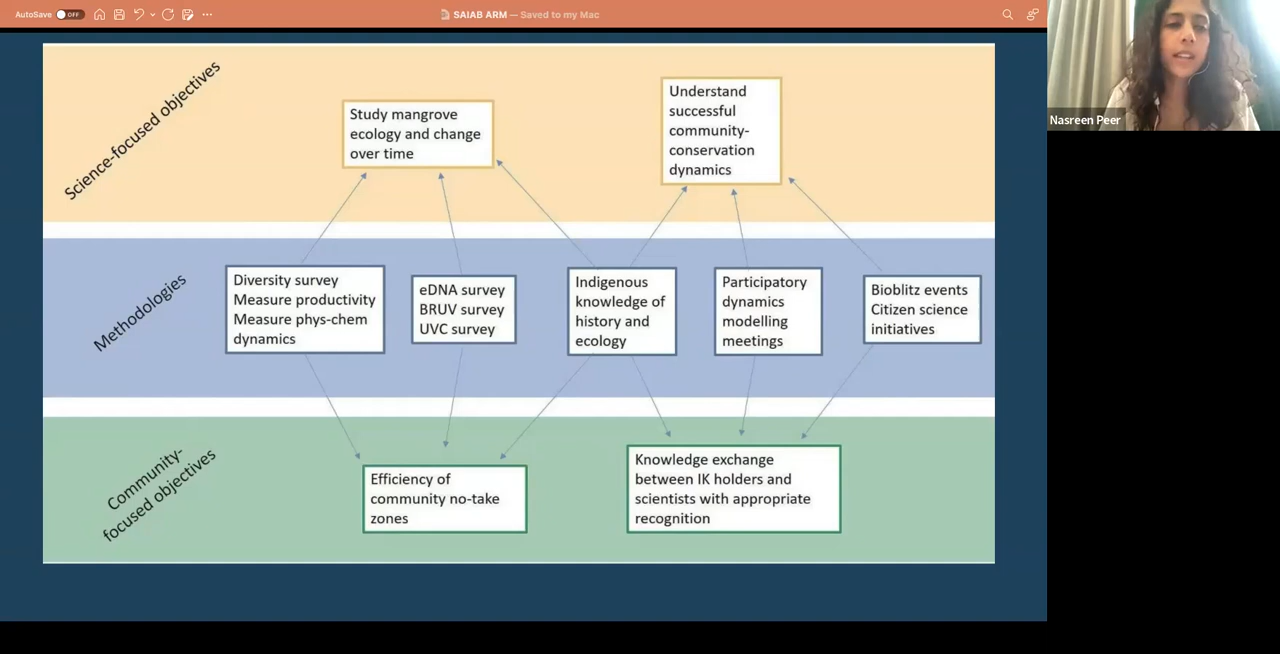 AutoSave OFF
SAIAB ARM — Saved to my Mac
Nasreen Peer
Science-focused objectives
Study mangrove
ecology and change
over time
Understand
successful
community-
conservation
dynamics
Methodologies
Diversity survey
Measure productivity
Measure phys-chem
dynamics
eDNA survey
BRUV survey
UVC survey
Indigenous
knowledge of
history and
ecology
Participatory
dynamics
modelling
meetings
Bioblitz events
Citizen science
initiatives
Community-
focused objectives
Efficiency of
community no-take
zones
Knowledge exchange
between IK holders and
scientists with appropriate
recognition